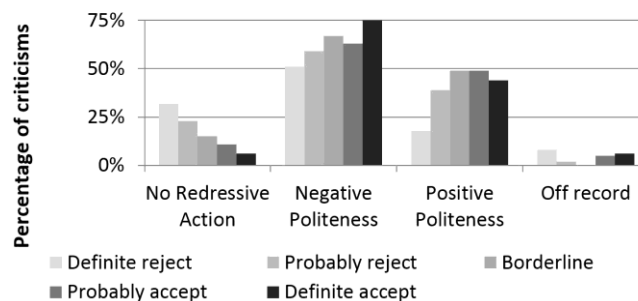 Percentage of criticisms
75%
50%
25%
0%
No Redressive
Action
Negative
Politeness
Positive
Politeness
Off record
Definite reject
Probably reject
Borderline
Probably accept
Definite accept